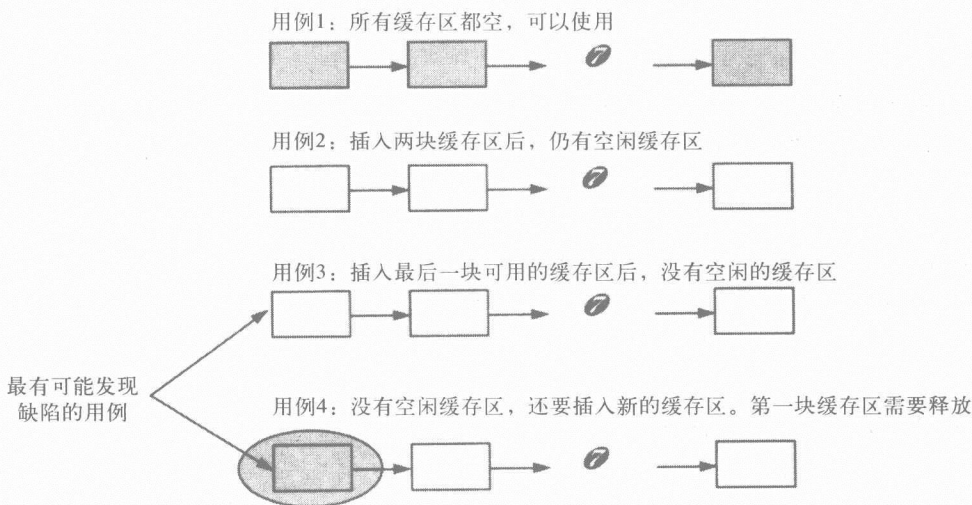 用例1：所有缓存区都空，可以使用
7
用例2：插入两块缓存区后，仍有空闲缓存区
7
用例3：插入最后一块可用的缓存区后，没有空闲的缓存区
7
最有可能发现
缺陷的用例
用例4：没有空闲缓存区，还要插入新的缓存区。第一块缓存区需要释放
7